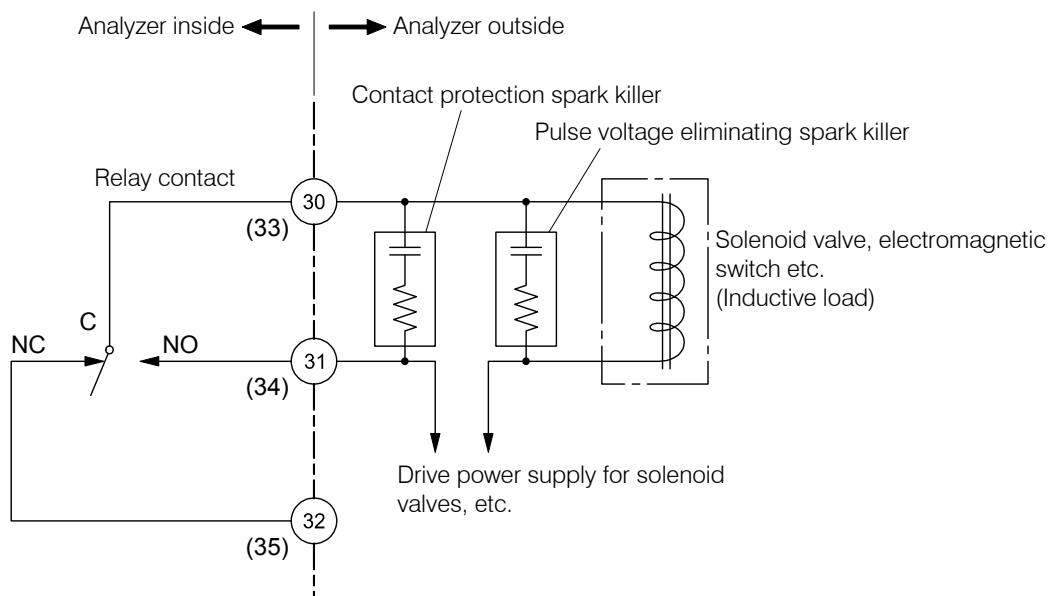 Analyzer inside
Analyzer outside
Contact protection spark killer
Pulse voltage eliminating spark killer
Relay contact
30
(33)
Solenoid valve, electromagnetic
switch etc.
(Inductive load)
C
NC
NO
31
(34)
Drive power supply for solenoid
valves, etc.
32
(35)